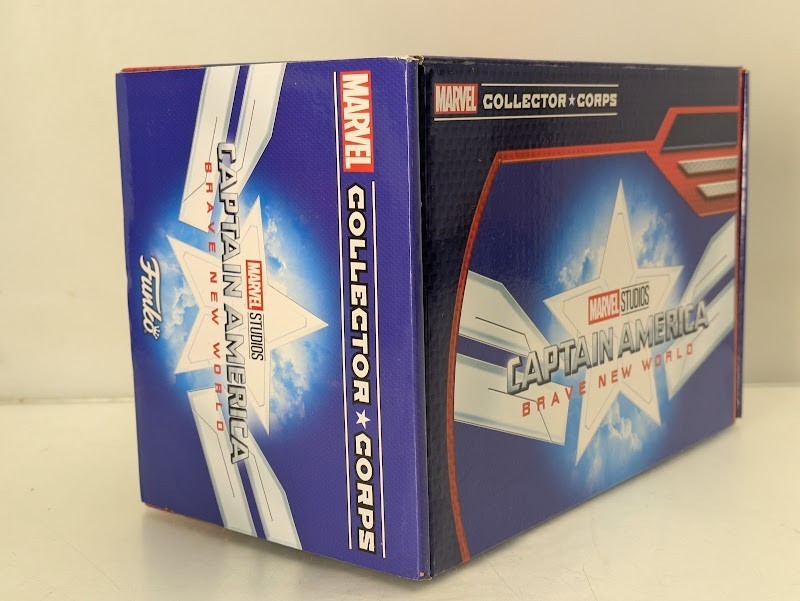 MARVEL COLLECTOR★CORPS
MARVEL STUDIOS
CAPTAIN AMERICA
BRAVE NEW WORLD
Funko
MARVEL COLLECTOR★CORPS
MARVEL STUDIOS
CAPTAIN AMERICA
BRAVE NEW WORLD